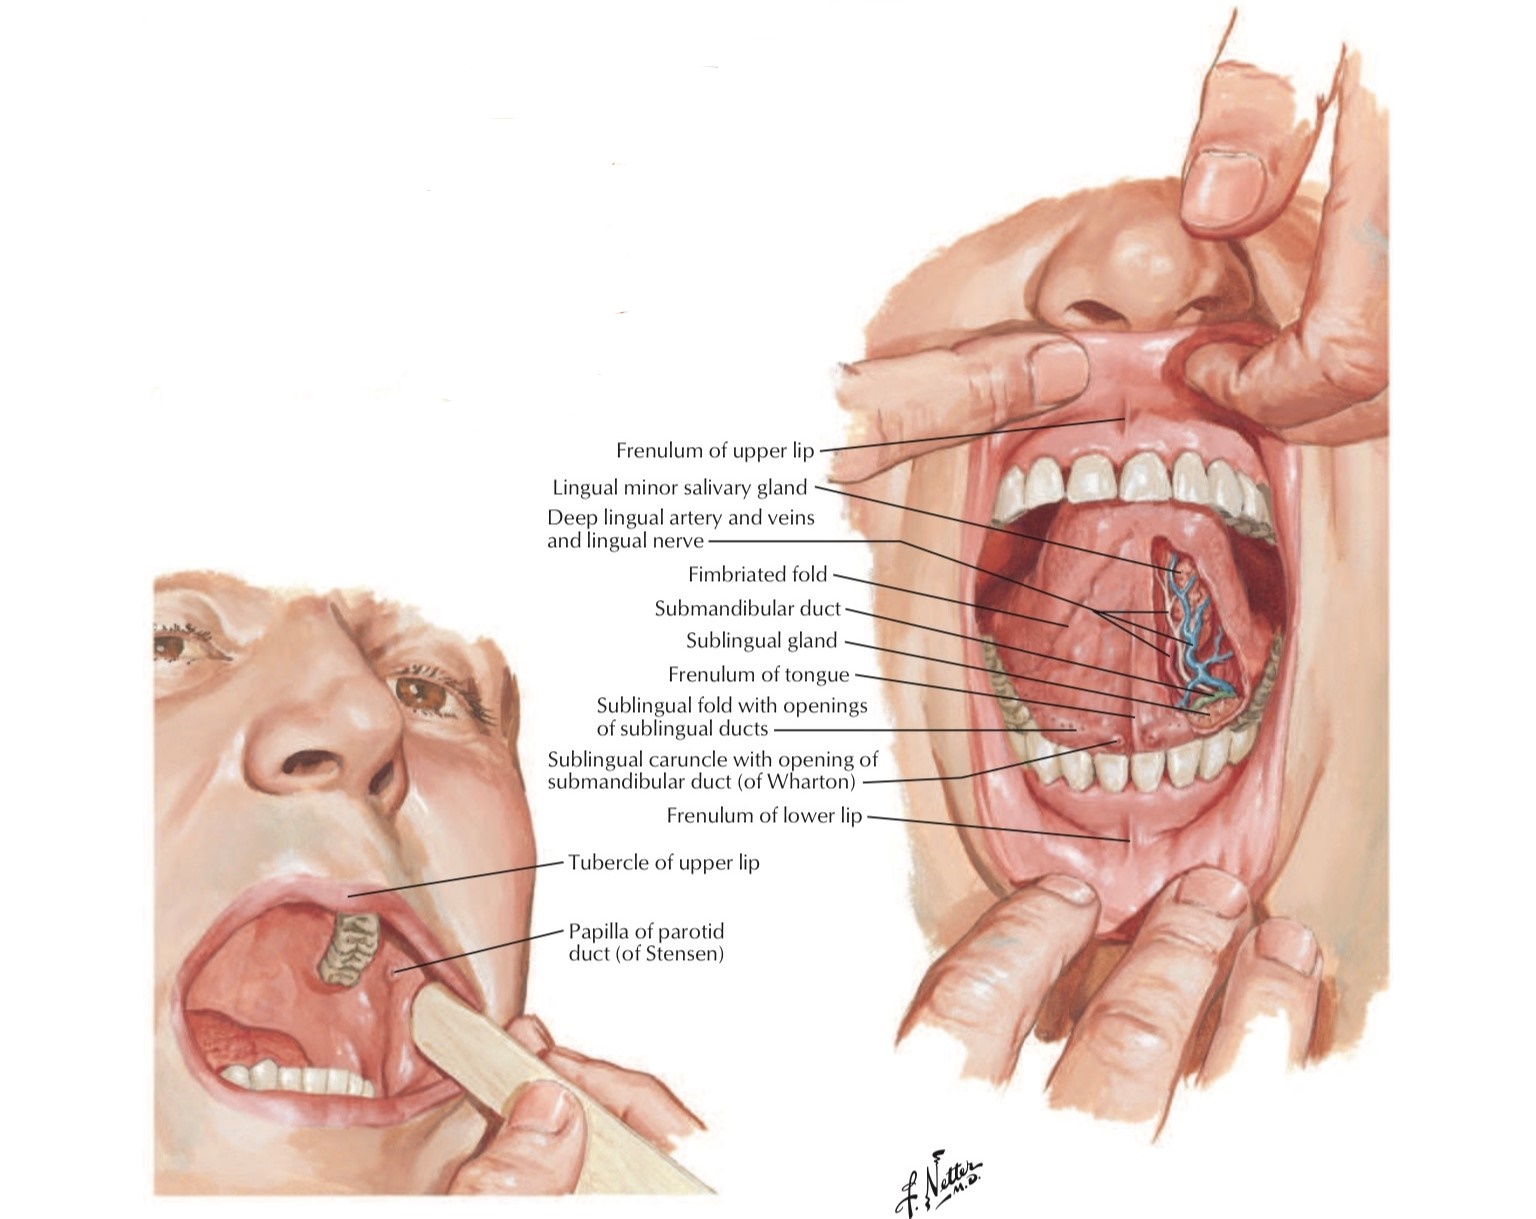 Frenulum of upper lip
Lingual minor salivary gland
Deep lingual artery and veins
and lingual nerve
Fimbriated fold
Submandibular duct
Sublingual gland
Frenulum of tongue
Sublingual fold with openings
of sublingual ducts
Sublingual caruncle with opening of
submandibular duct (of Wharton)
Frenulum of lower lip
Tubercle of upper lip
Papilla of parotid
duct (of Stensen)
F. Netter
M.D.